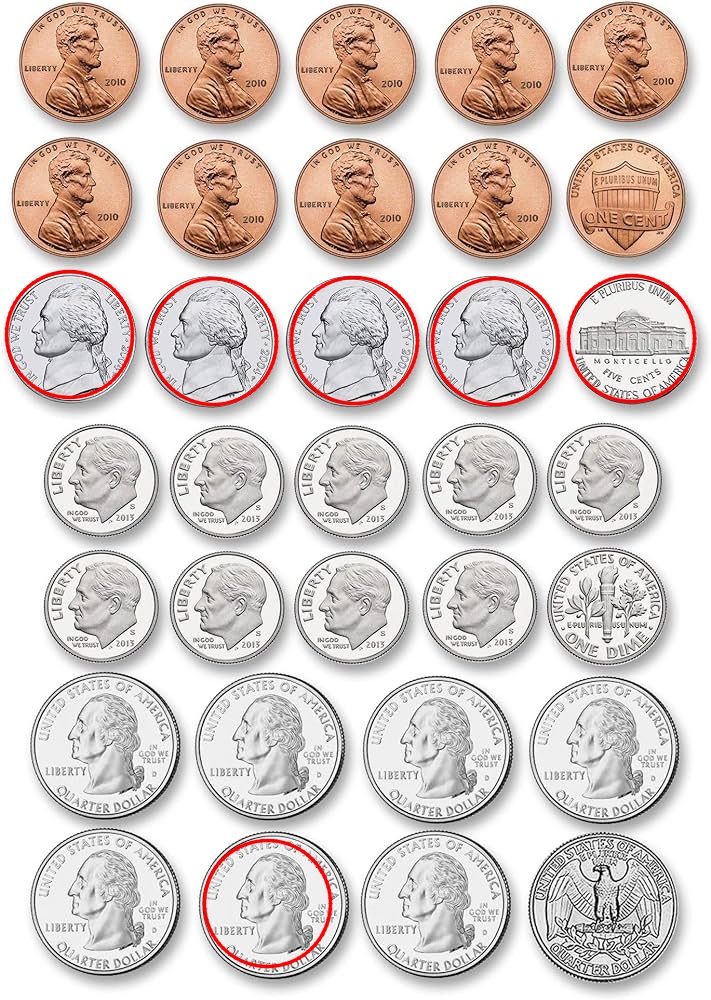 IN GOD WE TRUST
LIBERTY 2010
IN GOD WE TRUST
LIBERTY 2010
IN GOD WE TRUST
LIBERTY 2010
IN GOD WE TRUST
LIBERTY 2010
IN GOD WE TRUST
LIBERTY 2010
IN GOD WE TRUST
LIBERTY 2010
IN GOD WE TRUST
LIBERTY 2010
IN GOD WE TRUST
LIBERTY 2010
IN GOD WE TRUST
LIBERTY 2010
UNITED STATES OF AMERICA
E PLURIBUS UNUM
ONE CENT
IN GOD WE TRUST
LIBERTY 2004
IN GOD WE TRUST
LIBERTY 2004
IN GOD WE TRUST
LIBERTY 2004
IN GOD WE TRUST
LIBERTY 2004
E PLURIBUS UNUM
MONTICELLO
FIVE CENTS
UNITED STATES OF AMERICA
LIBERTY
S
IN GOD
WE TRUST 2013
LIBERTY
S
IN GOD
WE TRUST 2013
LIBERTY
S
IN GOD
WE TRUST 2013
LIBERTY
S
IN GOD
WE TRUST 2013
LIBERTY
S
IN GOD
WE TRUST 2013
LIBERTY
S
IN GOD
WE TRUST 2013
LIBERTY
S
IN GOD
WE TRUST 2013
LIBERTY
S
IN GOD
WE TRUST 2013
LIBERTY
S
IN GOD
WE TRUST 2013
UNITED STATES OF AMERICA
E PLURIBUS UNUM
ONE DIME
UNITED STATES OF AMERICA
IN
GOD WE
TRUST
LIBERTY D
QUARTER DOLLAR
UNITED STATES OF AMERICA
IN
GOD WE
TRUST
LIBERTY D
QUARTER DOLLAR
UNITED STATES OF AMERICA
IN
GOD WE
TRUST
LIBERTY D
QUARTER DOLLAR
UNITED STATES OF AMERICA
IN
GOD WE
TRUST
LIBERTY D
QUARTER DOLLAR
UNITED STATES OF AMERICA
IN
GOD WE
TRUST
LIBERTY D
QUARTER DOLLAR
UNITED STATES OF AMERICA
IN
GOD WE
TRUST
LIBERTY D
QUARTER DOLLAR
UNITED STATES OF AMERICA
IN
GOD WE
TRUST
LIBERTY D
QUARTER DOLLAR
UNITED STATES OF AMERICA
QUARTER DOLLAR